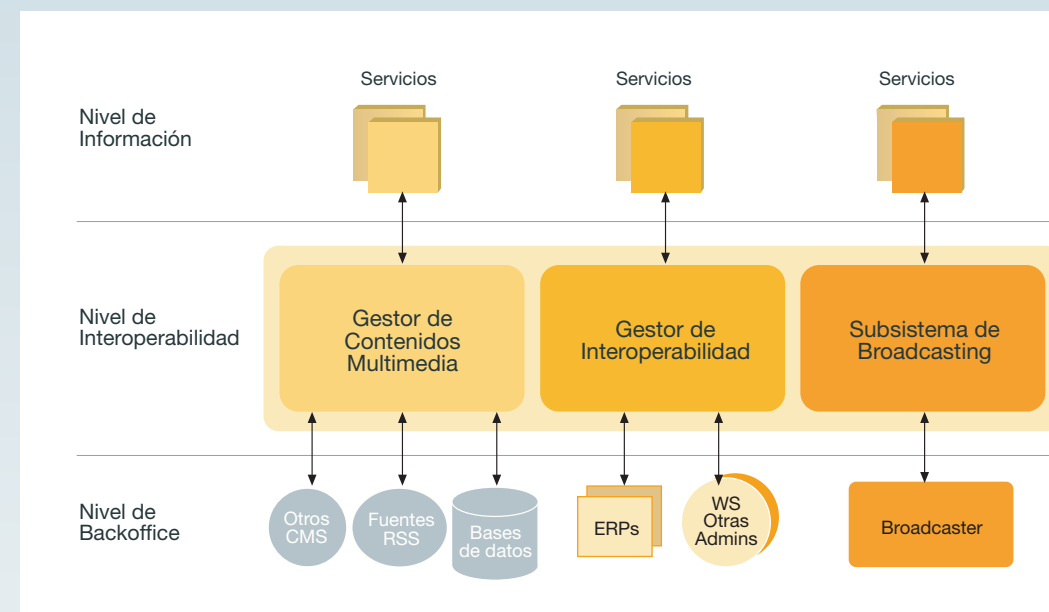 Servicios
Servicios
Servicios
Nivel de
Información
Nivel de
Interoperabilidad
Gestor de
Contenidos
Multimedia
Gestor de
Interoperabilidad
Subsistema de
Broadcasting
Nivel de
Backoffice
Otros
CMS
Fuentes
RSS
Bases
de datos
ERPs
WS
Otras
Admins
Broadcaster